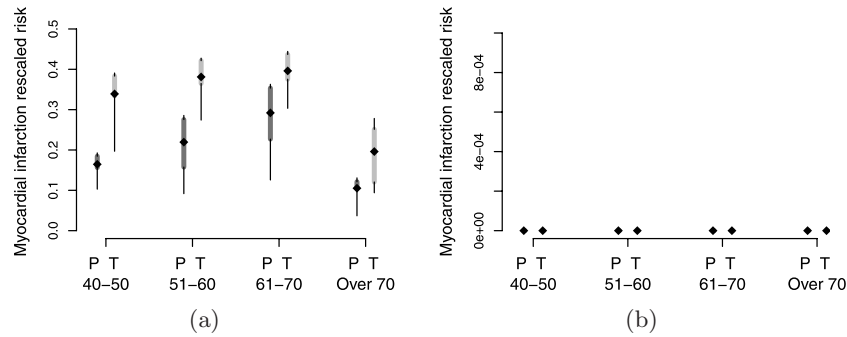 Myocardial infarction rescaled risk
0.5
0.4
0.3
0.2
0.1
0.0
P T P T P T P T
40–50 51–60 61–70 Over 70
(a)
Myocardial infarction rescaled risk
8e−04
4e−04
0e+00
P T P T P T P T
40–50 51–60 61–70 Over 70
(b)